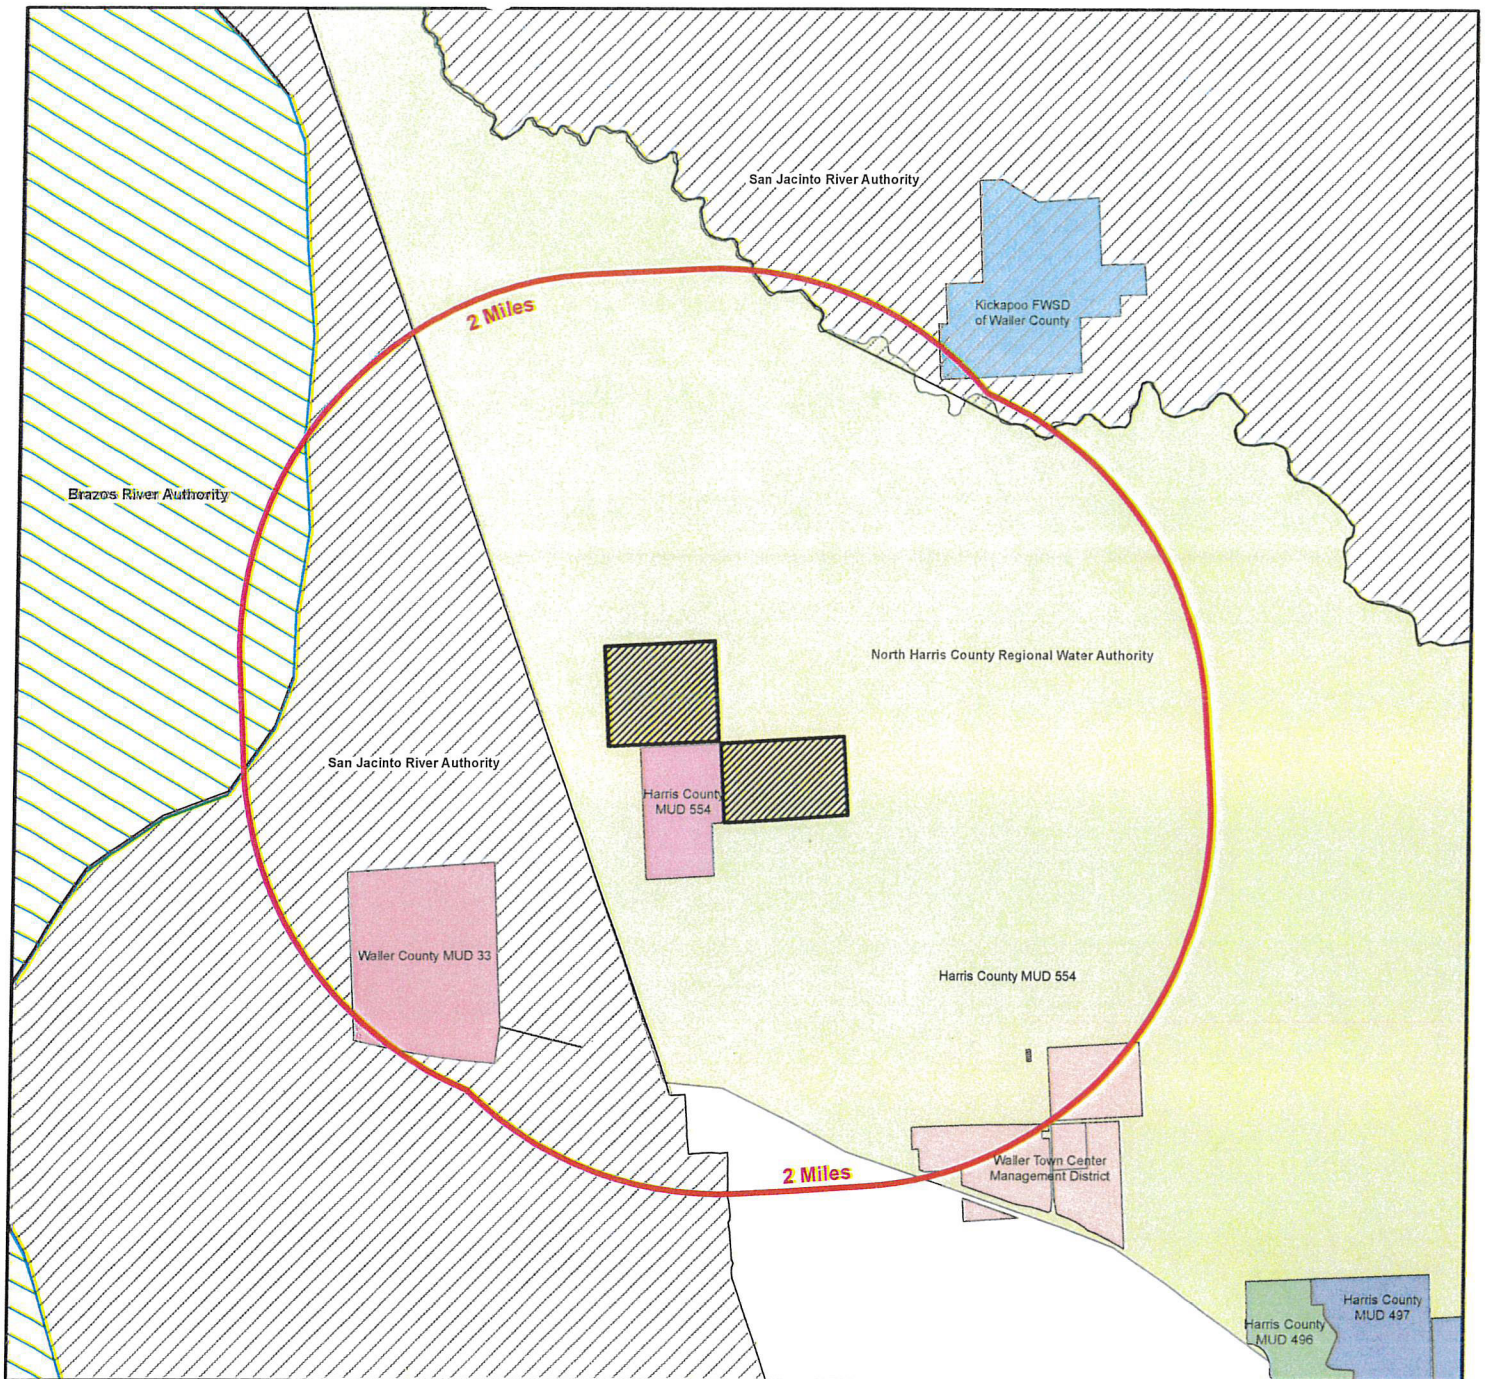 San Jacinto River Authority
2 Miles
Kickapoo FWSD
of Waller County
Brazos River Authority
North Harris County Regional Water Authority
San Jacinto River Authority
Harris County
MUD 554
Waller County MUD 33
Harris County MUD 554
Waller Town Center
Management District
2 Miles
Harris County
MUD 497
Harris County
MUD 496